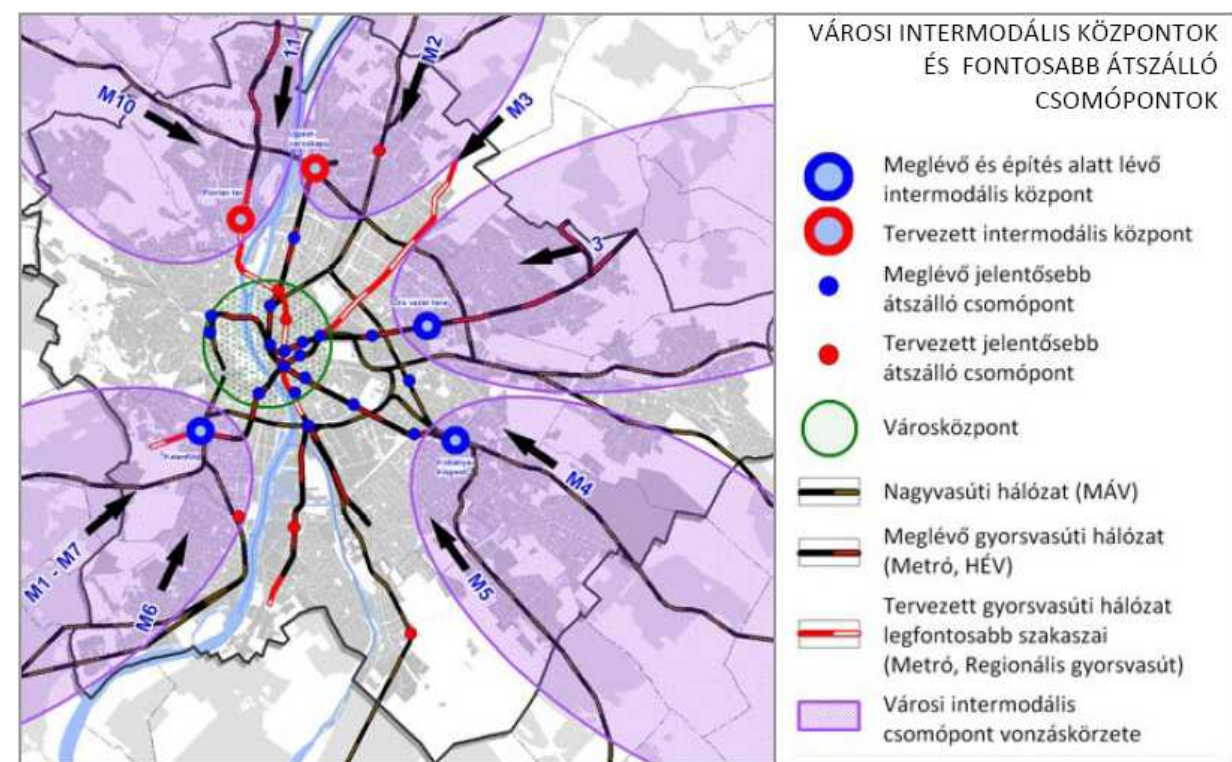 11
M2
M10
M3
3
M4
M5
M1 - M7
M6
VÁROSI INTERMODÁLIS KÖZPONTOK
ÉS FONTOSABB ÁTSZÁLLÓ
CSOMÓPONTOK
Meglévő és építés alatt lévő
intermodális központ
Tervezett intermodális központ
Meglévő jelentősebb
átszálló csomópont
Tervezett jelentősebb
átszálló csomópont
Városközpont
Nagyvasúti hálózat (MÁV)
Meglévő gyorsvasúti hálózat
(Metró, HÉV)
Tervezett gyorsvasúti hálózat
legfontosabb szakaszai
(Metró, Regionális gyorsvasút)
Városi intermodális
csomópont vonzáskörzete